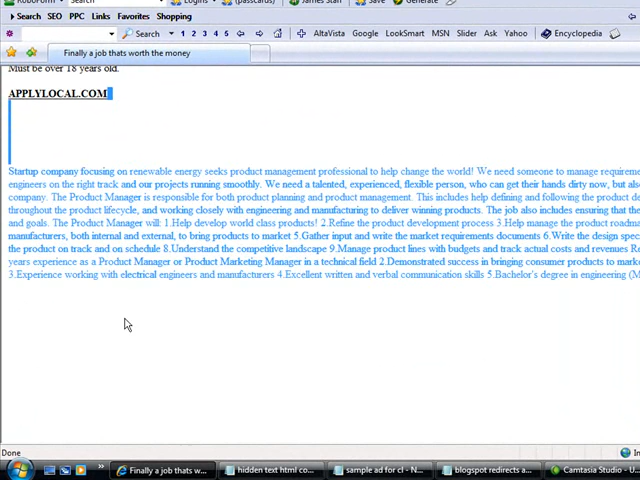 RoboForm Search Logins (passcards) James Stan Save Generate
Search SEO PPC Links Favorites Shopping
Search 1 2 3 4 5 AltaVista Google LookSmart MSN Slider Ask Yahoo Encyclopedia
Finally a job thats worth the money
Must be over 18 years old.
APPLYLOCAL.COM
Startup company focusing on renewable energy seeks product management professional to help change the world! We need someone to manage requireme
engineers on the right track and our projects running smoothly. We need a talented, experienced, flexible person, who can get their hands dirty now, but also
company. The Product Manager is responsible for both product planning and product management. This includes help defining and following the product de
throughout the product lifecycle, and working closely with engineering and manufacturing to deliver winning products. The job also includes ensuring that the
and goals. The Product Manager will: 1.Help develop world class products! 2.Refine the product development process 3.Help manage the product roadma
manufacturers, both internal and external, to bring products to market 5.Gather input and write the market requirements documents 6.Write the design spec
the product on track and on schedule 8.Understand the competitive landscape 9.Manage product lines with budgets and track actual costs and revenues Re
years experience as a Product Manager or Product Marketing Manager in a technical field 2.Demonstrated success in bringing consumer products to marke
3.Experience working with electrical engineers and manufacturers 4.Excellent written and verbal communication skills 5.Bachelor's degree in engineering (M
Done In
Finally a job thats w... hidden text html co... sample ad for cl - N... blogspot redirects a... Camtasia Studio - U...